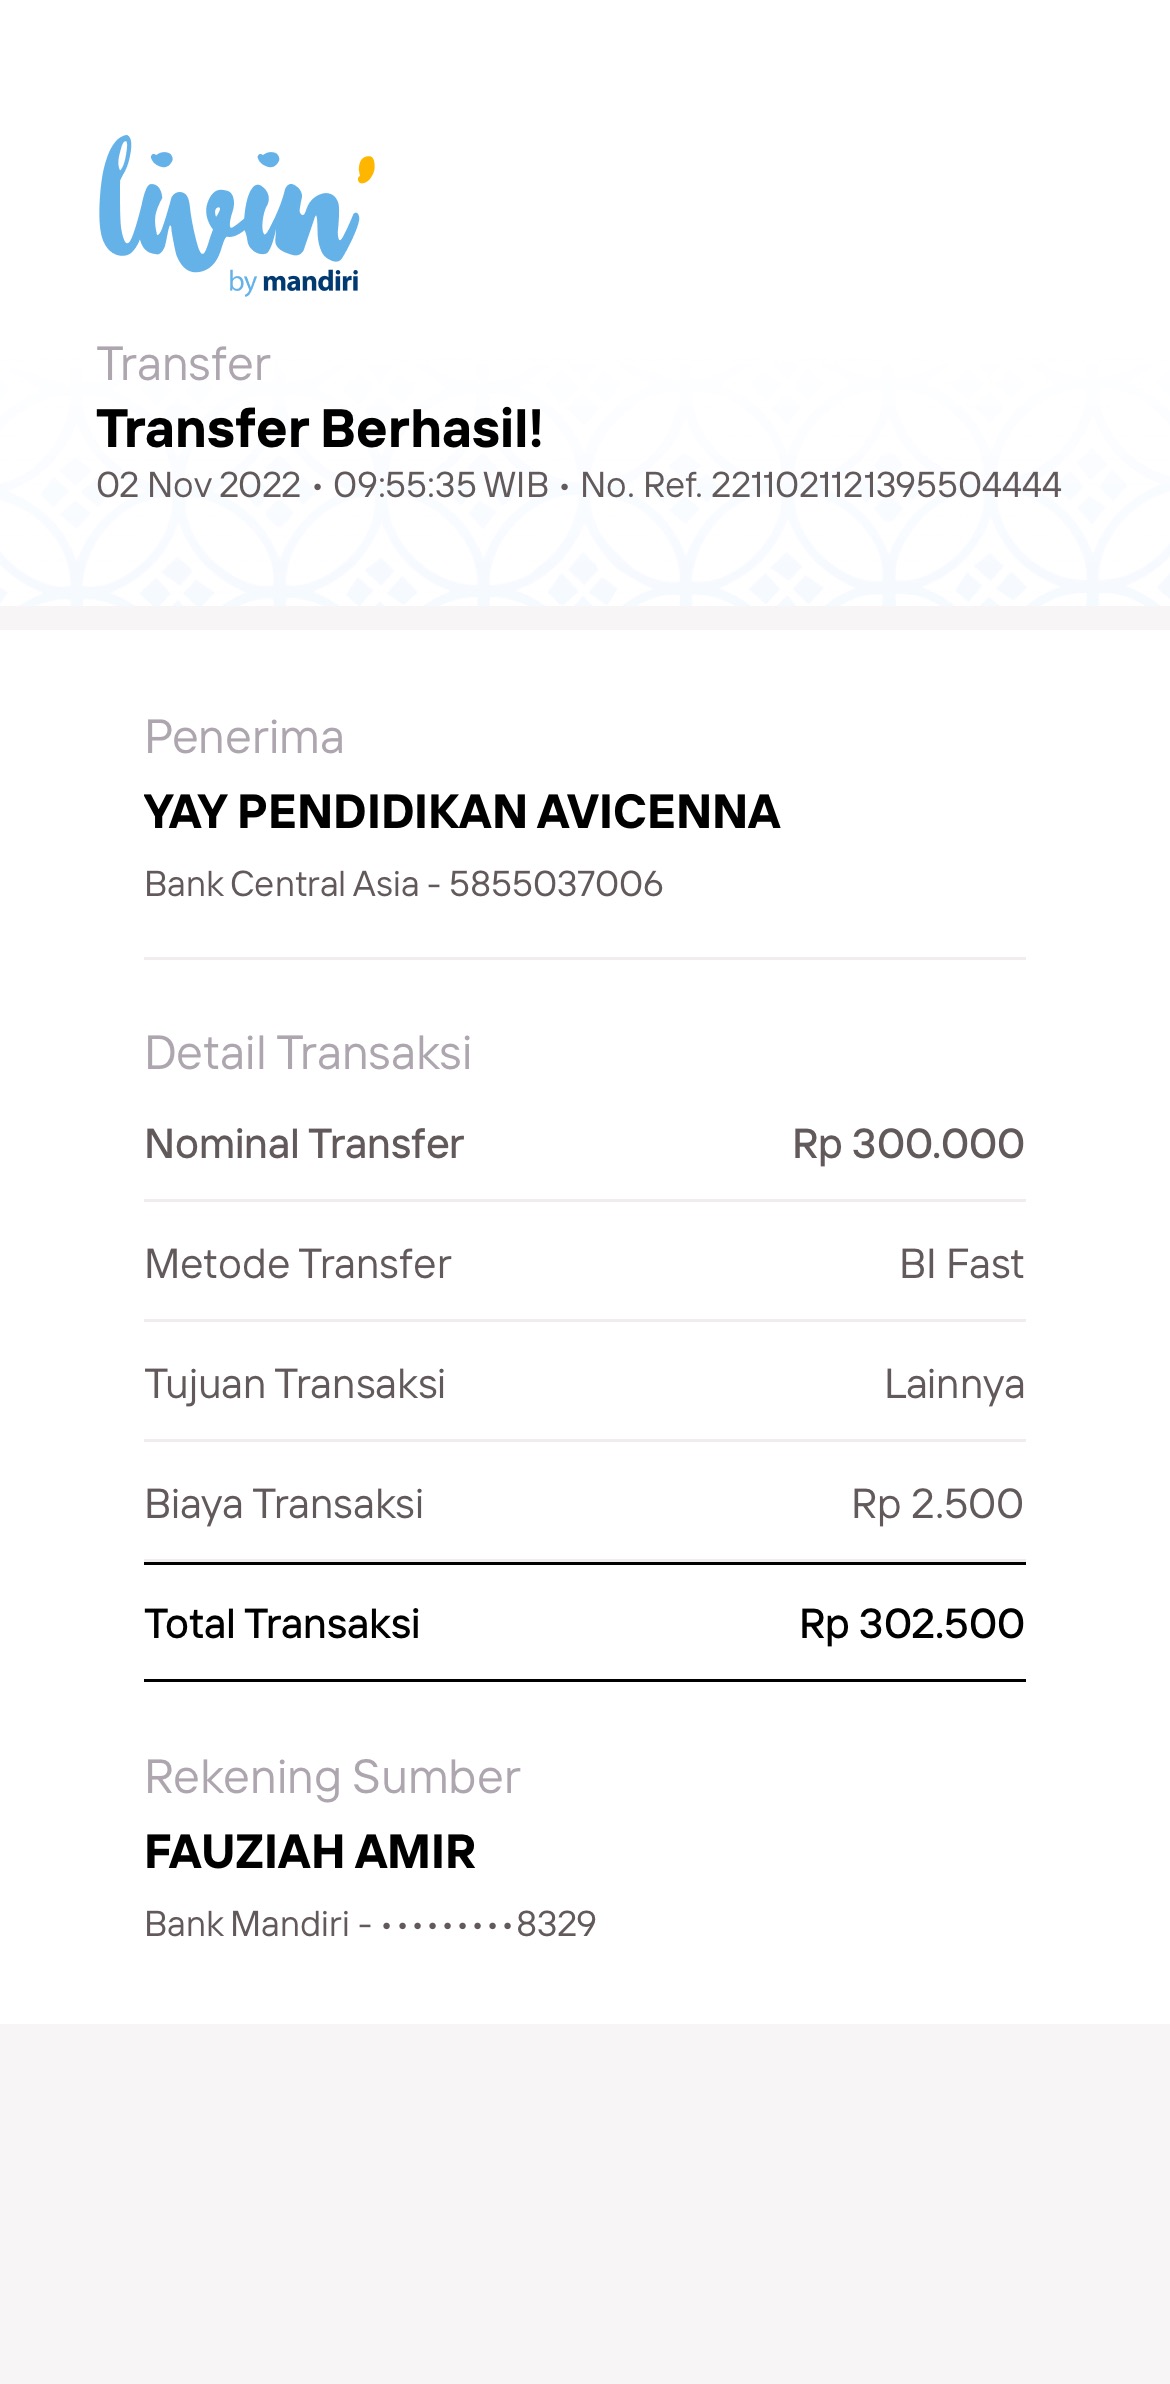 livin'
by mandiri
Transfer
Transfer Berhasil!
02 Nov 2022 • 09:55:35 WIB • No. Ref. 2211021121395504444
Penerima
YAY PENDIDIKAN AVICENNA
Bank Central Asia - 5855037006
Detail Transaksi
Nominal Transfer Rp 300.000
Metode Transfer BI Fast
Tujuan Transaksi Lainnya
Biaya Transaksi Rp 2.500
Total Transaksi Rp 302.500
Rekening Sumber
FAUZIAH AMIR
Bank Mandiri - •••••••••8329